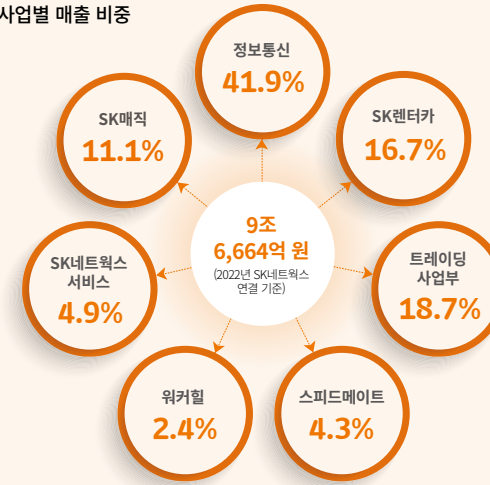 사업별 매출 비중
정보통신
41.9%
SK매직
11.1%
SK렌터카
16.7%
9조
6,664억 원
(2022년 SK네트웍스
연결 기준)
SK네트웍스
서비스
4.9%
트레이딩
사업부
18.7%
워커힐
2.4%
스피드메이트
4.3%